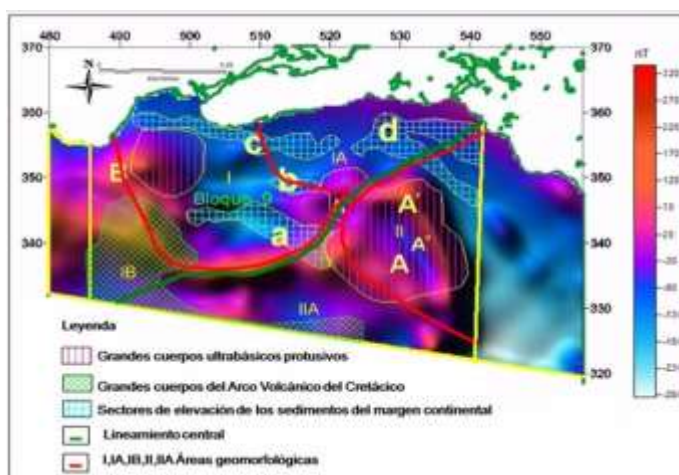 480 490 500 510 520 530 540 550
370 370
360 360
350 350
340 340
330
320
N
nT
c d
IA
B' I
Bloque 9
A'
a II A''
A
IB
IIA
Leyenda
Grandes cuerpos ultrabásicos protusivos
Grandes cuerpos del Arco Volcánico del Cretácico
Sectores de elevación de los sedimentos del margen continental
Lineamiento central
I,IA,IB,II,IIA Áreas geomorfológicas